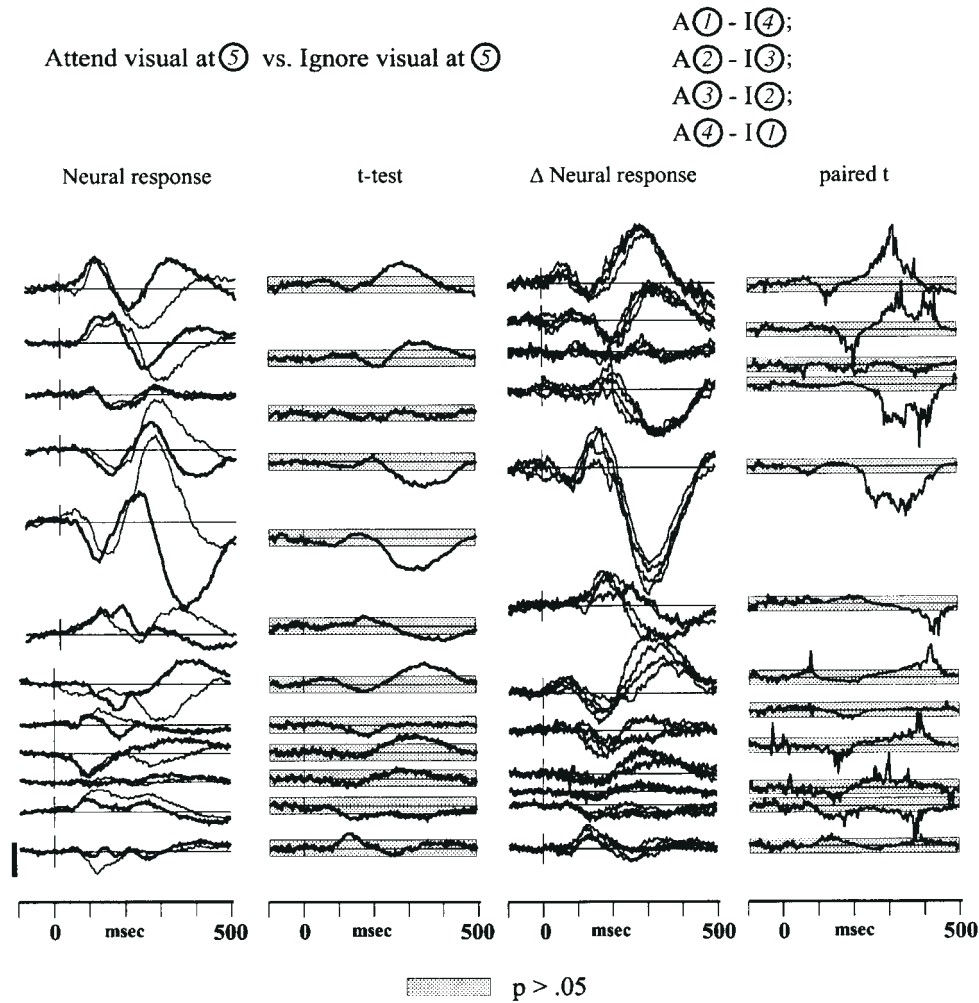 A① - I④;
Attend visual at ⑤ vs. Ignore visual at ⑤
A② - I③;
A③ - I②;
A④ - I①
Neural response
t-test
Δ Neural response
paired t
0 msec 500
0 msec 500
0 msec 500
0 msec 500
p > .05